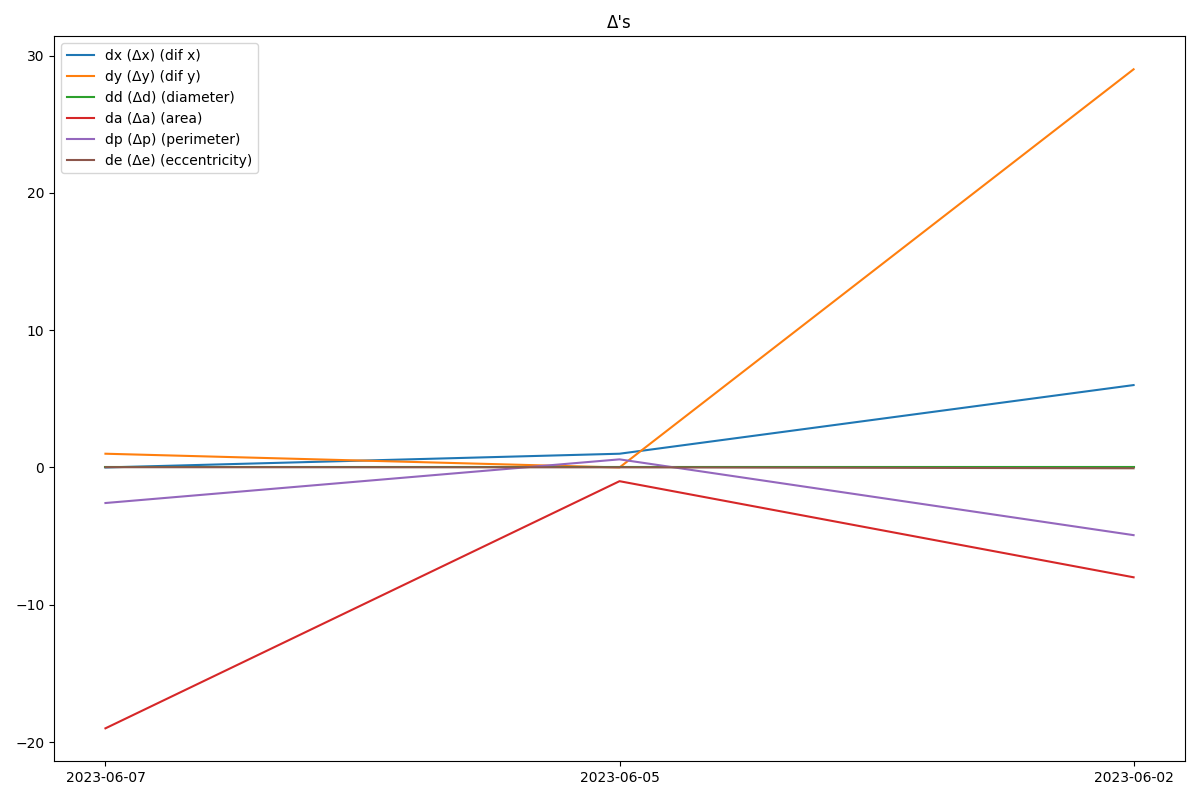 Δ's
dx (Δx) (dif x)
dy (Δy) (dif y)
dd (Δd) (diameter)
da (Δa) (area)
dp (Δp) (perimeter)
de (Δe) (eccentricity)
30
20
10
0
−10
−20
2023-06-07
2023-06-05
2023-06-02